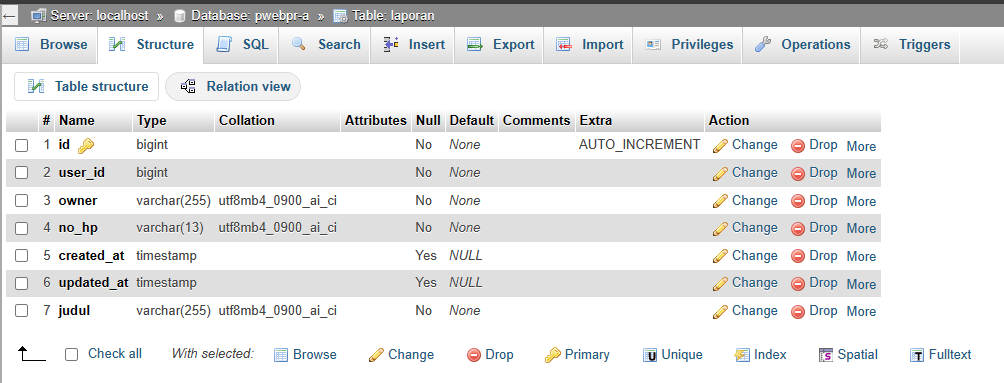 Server: localhost » Database: pwebpr-a » Table: laporan
Browse Structure SQL Search Insert Export Import Privileges Operations Triggers
Table structure Relation view
# Name Type Collation Attributes Null Default Comments Extra Action
1 id bigint No None AUTO_INCREMENT Change Drop More
2 user_id bigint No None Change Drop More
3 owner varchar(255) utf8mb4_0900_ai_ci No None Change Drop More
4 no_hp varchar(13) utf8mb4_0900_ai_ci No None Change Drop More
5 created_at timestamp Yes NULL Change Drop More
6 updated_at timestamp Yes NULL Change Drop More
7 judul varchar(255) utf8mb4_0900_ai_ci No None Change Drop More
Check all With selected: Browse Change Drop Primary Unique Index Spatial Fulltext